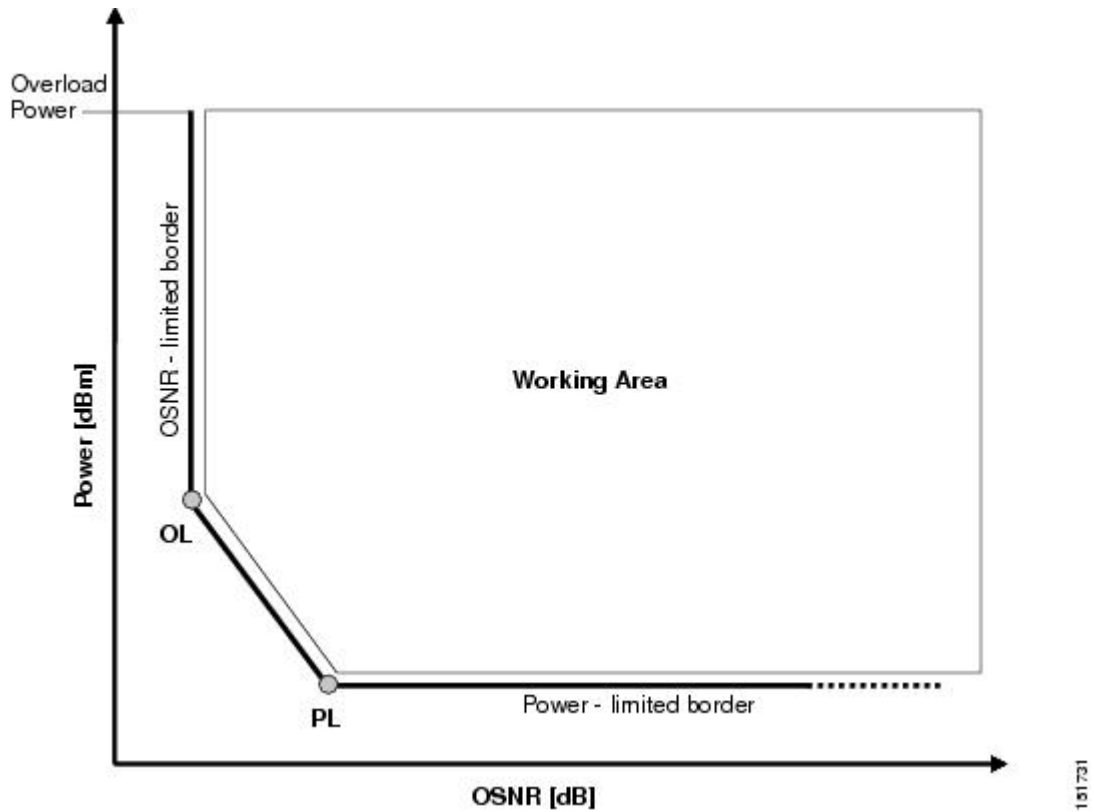 Overload
Power
OSNR - limited border
Power [dBm]
Working Area
OL
PL
Power - limited border
OSNR [dB]
151731